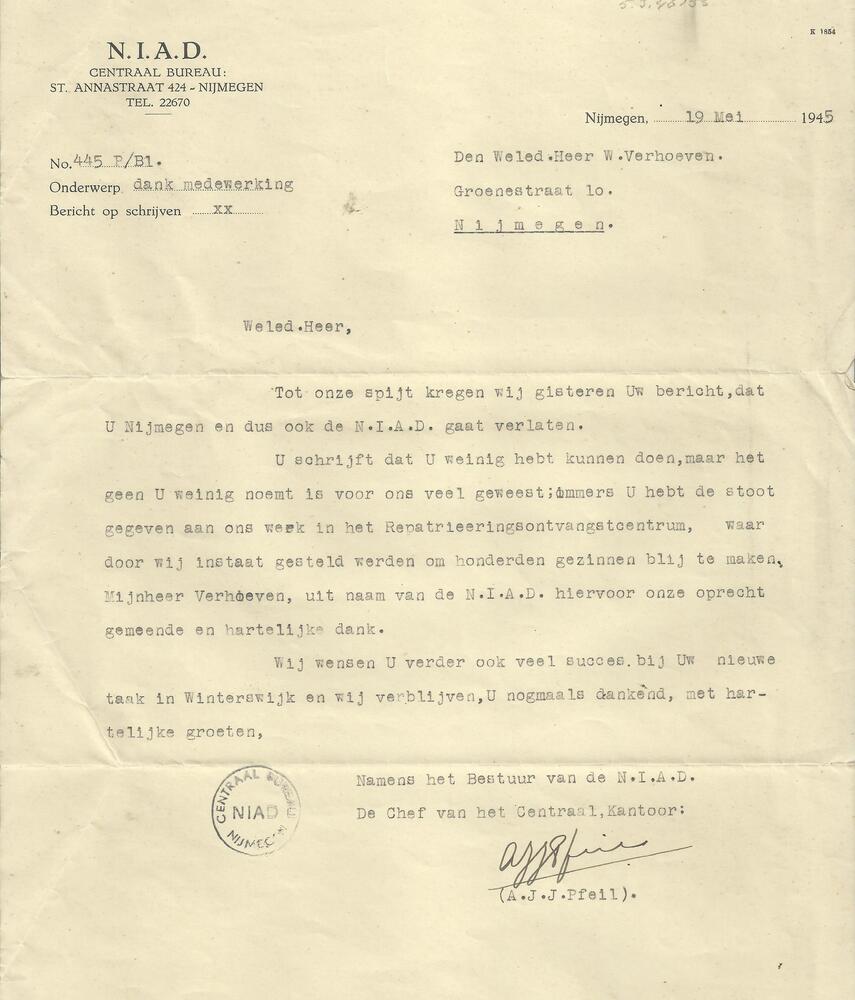 K 1854
N.I.A.D.
CENTRAAL BUREAU:
ST. ANNASTRAAT 424 - NIJMEGEN
TEL. 22670
Nijmegen, 19 Mei 1945
No. 445 P/Bl.
Onderwerp dank medewerking
Bericht op schrijven xx
Den Weled.Heer W.Verhoeven.
Groenestraat 1o.
N i j m e g e n.
Weled.Heer,
Tot onze spijt kregen wij gisteren Uw bericht,dat
U Nijmegen en dus ook de N.I.A.D. gaat verlaten.
U schrijft dat U weinig hebt kunnen doen,maar het
geen U weinig noemt is voor ons veel geweest;immers U hebt de stoot
gegeven aan ons werk in het Repatrieeringsontvangstcentrum, waar
door wij instaat gesteld werden om honderden gezinnen blij te maken.
Mijnheer Verhoeven, uit naam van de N.I.A.D. hiervoor onze oprecht
gemeende en hartelijke dank.
Wij wensen U verder ook veel succes.bij Uw nieuwe
taak in Winterswijk en wij verblijven,U nogmaals dankend, met har-
telijke groeten,
Namens het Bestuur van de N.I.A.D.
De Chef van het Centraal,Kantoor:
CENTRAAL BUREAU
NIAD
NIJMEGEN
AJJPfeil
(A.J.J.Pfeil).